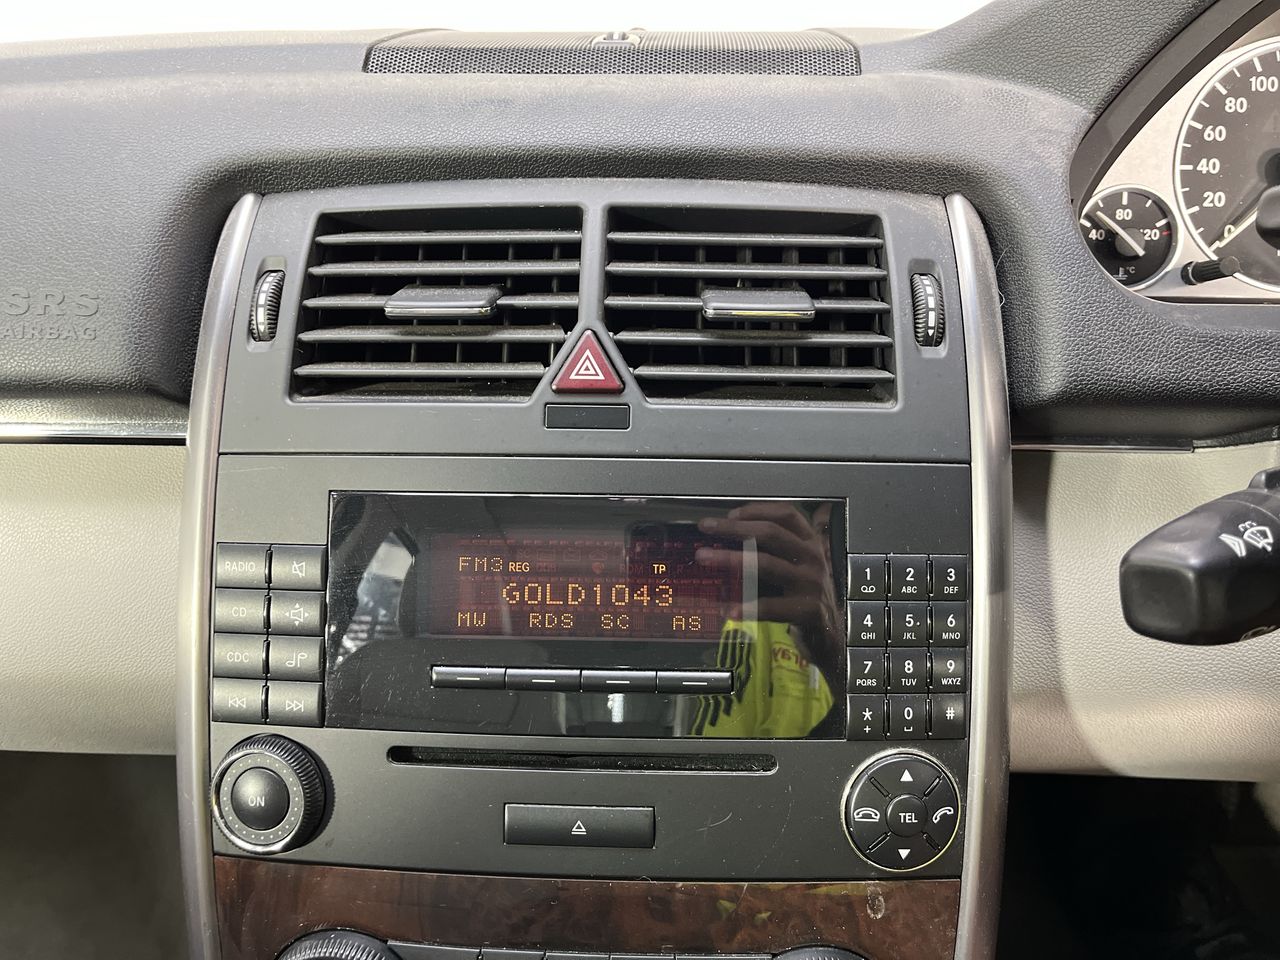 100
80
60
40
20
0
80
40
120
°C
SRS
AIRBAG
FM3 REG TP
GOLD1043
MW RDS SC AS
RADIO
CD
CDC
ON
1
2 ABC
3 DEF
4 GHI
5 JKL
6 MNO
7 PQRS
8 TUV
9 WXYZ
* +
0
#
TEL
gray